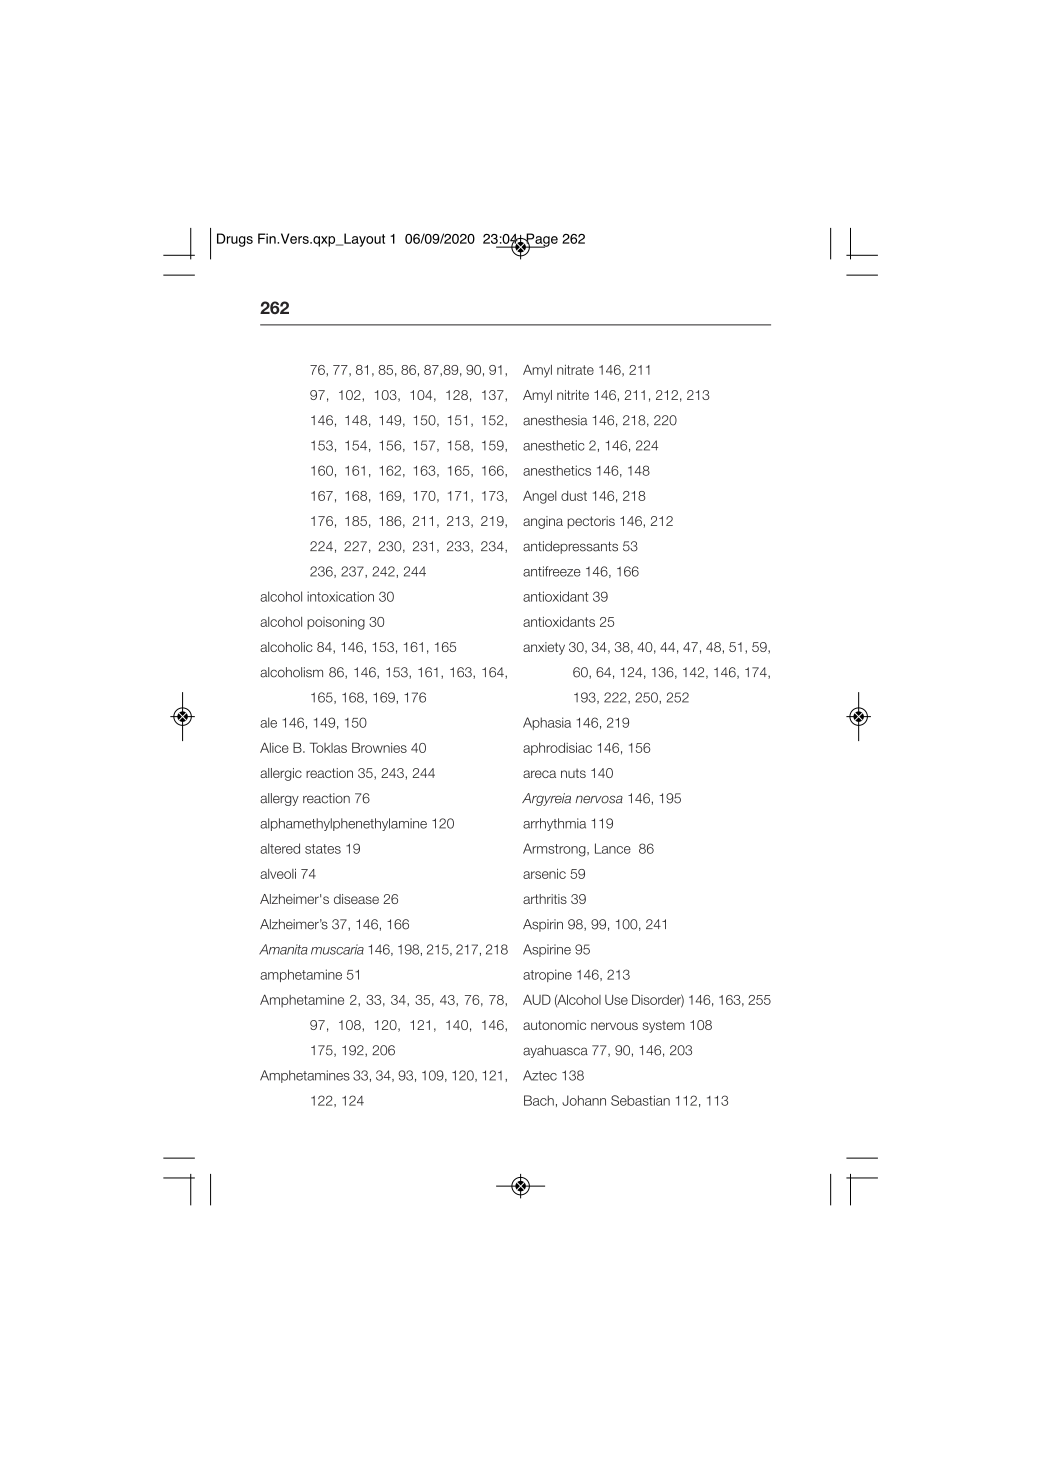 Drugs Fin.Vers.qxp_Layout 1 06/09/2020 23:04 Page 262
262
76, 77, 81, 85, 86, 87,89, 90, 91,
97, 102, 103, 104, 128, 137,
146, 148, 149, 150, 151, 152,
153, 154, 156, 157, 158, 159,
160, 161, 162, 163, 165, 166,
167, 168, 169, 170, 171, 173,
176, 185, 186, 211, 213, 219,
224, 227, 230, 231, 233, 234,
236, 237, 242, 244
alcohol intoxication 30
alcohol poisoning 30
alcoholic 84, 146, 153, 161, 165
alcoholism 86, 146, 153, 161, 163, 164,
165, 168, 169, 176
ale 146, 149, 150
Alice B. Toklas Brownies 40
allergic reaction 35, 243, 244
allergy reaction 76
alphamethylphenethylamine 120
altered states 19
alveoli 74
Alzheimer's disease 26
Alzheimer’s 37, 146, 166
Amanita muscaria 146, 198, 215, 217, 218
amphetamine 51
Amphetamine 2, 33, 34, 35, 43, 76, 78,
97, 108, 120, 121, 140, 146,
175, 192, 206
Amphetamines 33, 34, 93, 109, 120, 121,
122, 124
Amyl nitrate 146, 211
Amyl nitrite 146, 211, 212, 213
anesthesia 146, 218, 220
anesthetic 2, 146, 224
anesthetics 146, 148
Angel dust 146, 218
angina pectoris 146, 212
antidepressants 53
antifreeze 146, 166
antioxidant 39
antioxidants 25
anxiety 30, 34, 38, 40, 44, 47, 48, 51, 59,
60, 64, 124, 136, 142, 146, 174,
193, 222, 250, 252
Aphasia 146, 219
aphrodisiac 146, 156
areca nuts 140
Argyreia nervosa 146, 195
arrhythmia 119
Armstrong, Lance 86
arsenic 59
arthritis 39
Aspirin 98, 99, 100, 241
Aspirine 95
atropine 146, 213
AUD (Alcohol Use Disorder) 146, 163, 255
autonomic nervous system 108
ayahuasca 77, 90, 146, 203
Aztec 138
Bach, Johann Sebastian 112, 113